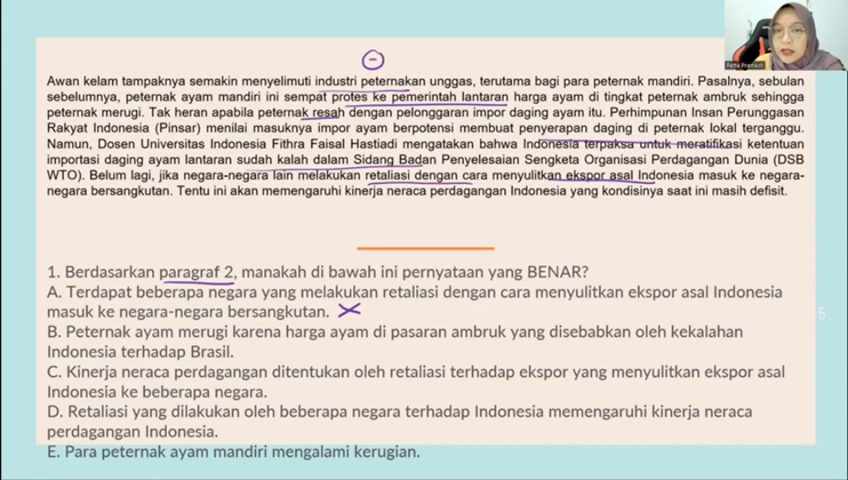 Retta Pramesti
Awan kelam tampaknya semakin menyelimuti industri peternakan unggas, terutama bagi para peternak mandiri. Pasalnya, sebulan
sebelumnya, peternak ayam mandiri ini sempat protes ke pemerintah lantaran harga ayam di tingkat peternak ambruk sehingga
peternak merugi. Tak heran apabila peternak resah dengan pelonggaran impor daging ayam itu. Perhimpunan Insan Perunggasan
Rakyat Indonesia (Pinsar) menilai masuknya impor ayam berpotensi membuat penyerapan daging di peternak lokal terganggu.
Namun, Dosen Universitas Indonesia Fithra Faisal Hastiadi mengatakan bahwa Indonesia terpaksa untuk meratifikasi ketentuan
importasi daging ayam lantaran sudah kalah dalam Sidang Badan Penyelesaian Sengketa Organisasi Perdagangan Dunia (DSB
WTO). Belum lagi, jika negara-negara lain melakukan retaliasi dengan cara menyulitkan ekspor asal Indonesia masuk ke negara-
negara bersangkutan. Tentu ini akan memengaruhi kinerja neraca perdagangan Indonesia yang kondisinya saat ini masih defisit.
1. Berdasarkan paragraf 2, manakah di bawah ini pernyataan yang BENAR?
A. Terdapat beberapa negara yang melakukan retaliasi dengan cara menyulitkan ekspor asal Indonesia
masuk ke negara-negara bersangkutan.
B. Peternak ayam merugi karena harga ayam di pasaran ambruk yang disebabkan oleh kekalahan
Indonesia terhadap Brasil.
C. Kinerja neraca perdagangan ditentukan oleh retaliasi terhadap ekspor yang menyulitkan ekspor asal
Indonesia ke beberapa negara.
D. Retaliasi yang dilakukan oleh beberapa negara terhadap Indonesia memengaruhi kinerja neraca
perdagangan Indonesia.
E. Para peternak ayam mandiri mengalami kerugian.
5